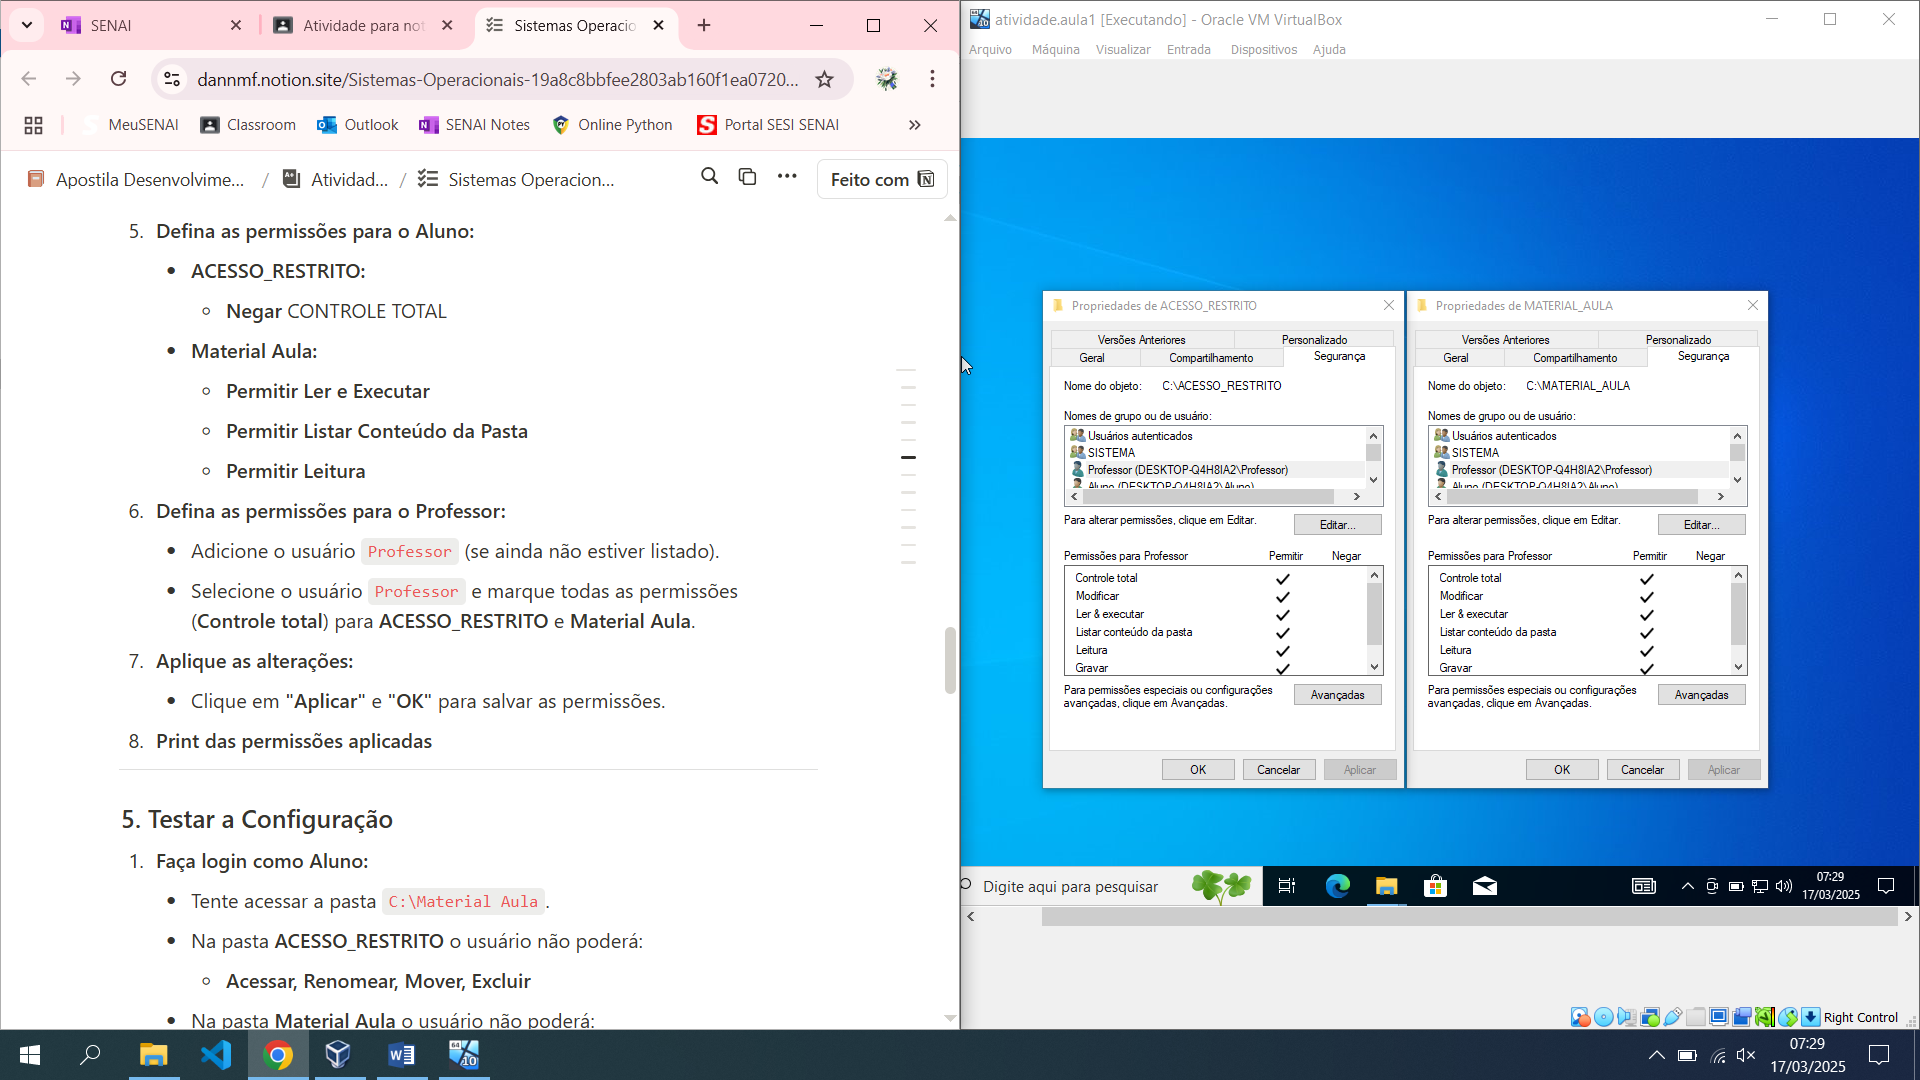 SENAI
Atividade para not
Sistemas Operacio
dannmf.notion.site/Sistemas-Operacionais-19a8c8bbfee2803ab160f1ea0720...
MeuSENAI
Classroom
Outlook
SENAI Notes
Online Python
Portal SESI SENAI
Apostila Desenvolvime... / Atividad... / Sistemas Operacion...
Feito com
5. Defina as permissões para o Aluno:
ACESSO_RESTRITO:
Negar CONTROLE TOTAL
Material Aula:
Permitir Ler e Executar
Permitir Listar Conteúdo da Pasta
Permitir Leitura
6. Defina as permissões para o Professor:
Adicione o usuário Professor (se ainda não estiver listado).
Selecione o usuário Professor e marque todas as permissões
(Controle total) para ACESSO_RESTRITO e Material Aula.
7. Aplique as alterações:
Clique em "Aplicar" e "OK" para salvar as permissões.
8. Print das permissões aplicadas
5. Testar a Configuração
1. Faça login como Aluno:
Tente acessar a pasta C:\Material Aula.
Na pasta ACESSO_RESTRITO o usuário não poderá:
Acessar, Renomear, Mover, Excluir
Na pasta Material Aula o usuário não poderá:
atividade.aula1 [Executando] - Oracle VM VirtualBox
Arquivo Máquina Visualizar Entrada Dispositivos Ajuda
Propriedades de ACESSO_RESTRITO
Versões Anteriores Personalizado
Geral Compartilhamento Segurança
Nome do objeto: C:\ACESSO_RESTRITO
Nomes de grupo ou de usuário:
Usuários autenticados
SISTEMA
Professor (DESKTOP-Q4H8IA2\Professor)
Aluno (DESKTOP-Q4H8IA2\Aluno)
Para alterar permissões, clique em Editar. Editar...
Permissões para Professor Permitir Negar
Controle total
Modificar
Ler & executar
Listar conteúdo da pasta
Leitura
Gravar
Para permissões especiais ou configurações
avançadas, clique em Avançadas.
Avançadas
OK Cancelar Aplicar
Propriedades de MATERIAL_AULA
Versões Anteriores Personalizado
Geral Compartilhamento Segurança
Nome do objeto: C:\MATERIAL_AULA
Nomes de grupo ou de usuário:
Usuários autenticados
SISTEMA
Professor (DESKTOP-Q4H8IA2\Professor)
Aluno (DESKTOP-Q4H8IA2\Aluno)
Para alterar permissões, clique em Editar. Editar...
Permissões para Professor Permitir Negar
Controle total
Modificar
Ler & executar
Listar conteúdo da pasta
Leitura
Gravar
Para permissões especiais ou configurações
avançadas, clique em Avançadas.
Avançadas
OK Cancelar Aplicar
Digite aqui para pesquisar
07:29
17/03/2025
Right Control
07:29
17/03/2025